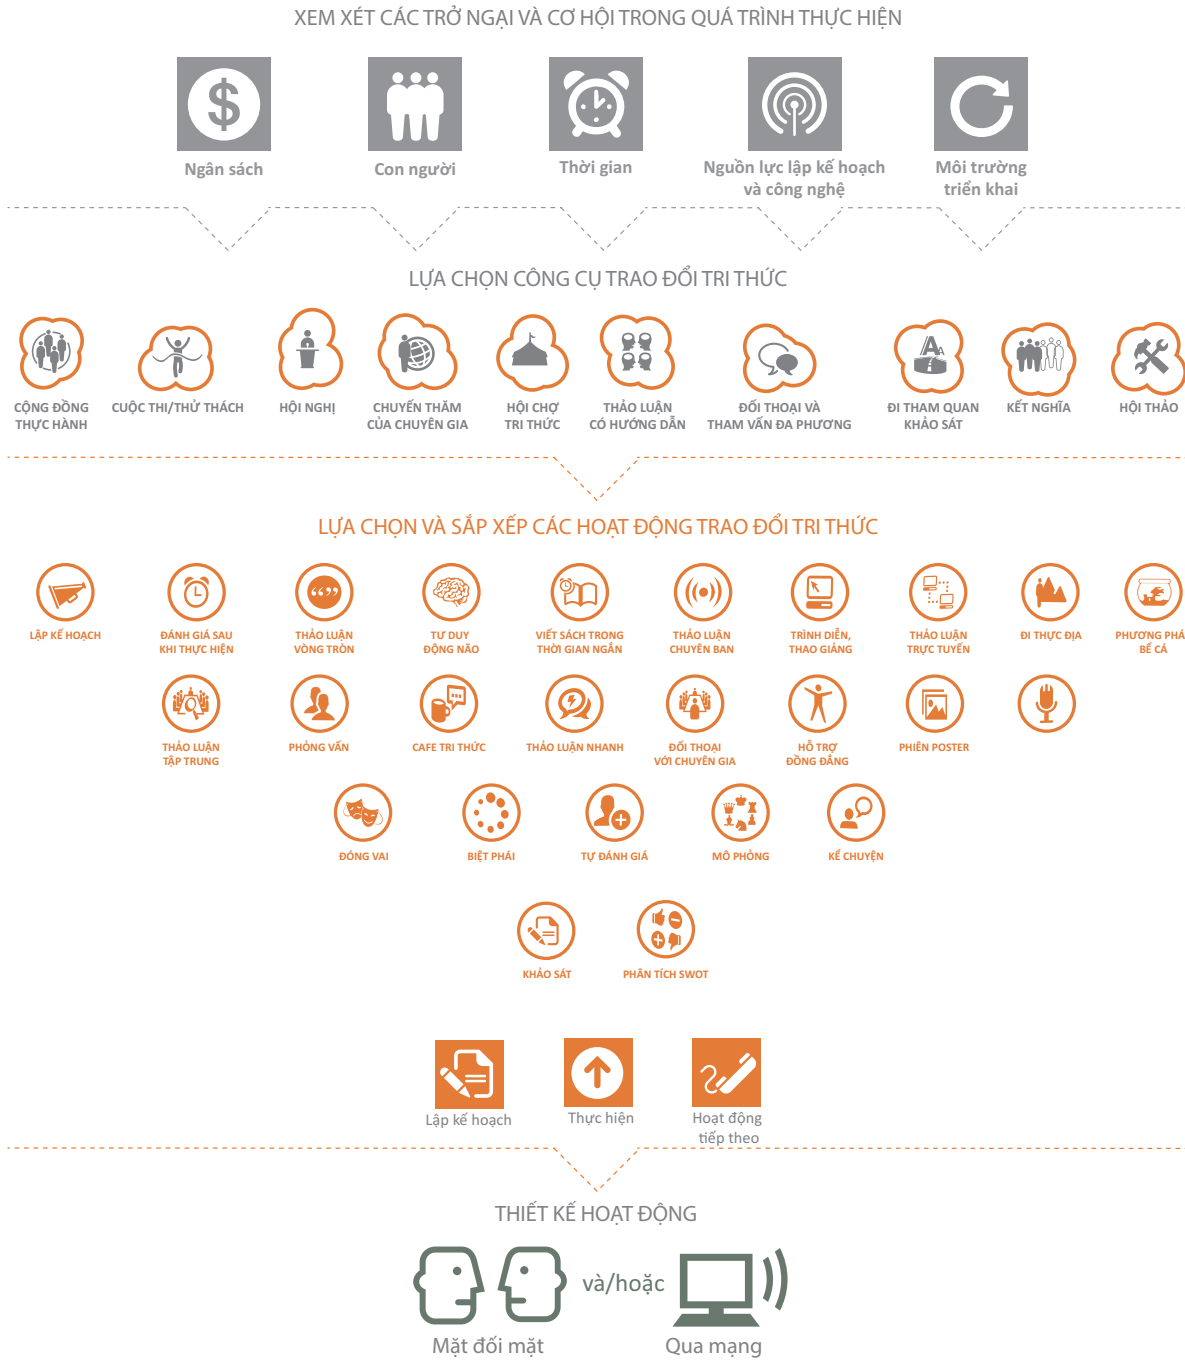 XEM XÉT CÁC TRỞ NGẠI VÀ CƠ HỘI TRONG QUÁ TRÌNH THỰC HIỆN
$
Ngân sách
Con người
Thời gian
Nguồn lực lập kế hoạch
và công nghệ
Môi trường
triển khai
LỰA CHỌN CÔNG CỤ TRAO ĐỔI TRI THỨC
CỘNG ĐỒNG
THỰC HÀNH
CUỘC THI/THỬ THÁCH
HỘI NGHỊ
CHUYẾN THĂM
CỦA CHUYÊN GIA
HỘI CHỢ
TRI THỨC
THẢO LUẬN
CÓ HƯỚNG DẪN
ĐỐI THOẠI VÀ
THAM VẤN ĐA PHƯƠNG
ĐI THAM QUAN
KHẢO SÁT
KẾT NGHĨA
HỘI THẢO
LỰA CHỌN VÀ SẮP XẾP CÁC HOẠT ĐỘNG TRAO ĐỔI TRI THỨC
LẬP KẾ HOẠCH
ĐÁNH GIÁ SAU
KHI THỰC HIỆN
THẢO LUẬN
VÒNG TRÒN
TƯ DUY
ĐỘNG NÃO
VIẾT SÁCH TRONG
THỜI GIAN NGẮN
THẢO LUẬN
CHUYÊN BAN
TRÌNH DIỄN,
THAO GIẢNG
THẢO LUẬN
TRỰC TUYẾN
ĐI THỰC ĐỊA
PHƯƠNG PHÁ
BỂ CÁ
THẢO LUẬN
TẬP TRUNG
PHỎNG VẤN
CAFE TRI THỨC
THẢO LUẬN NHANH
ĐỐI THOẠI
VỚI CHUYÊN GIA
HỖ TRỢ
ĐỒNG ĐẲNG
PHIÊN POSTER
ĐÓNG VAI
BIỆT PHÁI
TỰ ĐÁNH GIÁ
MÔ PHỎNG
KỂ CHUYỆN
KHẢO SÁT
PHÂN TÍCH SWOT
Lập kế hoạch
Thực hiện
Hoạt động
tiếp theo
THIẾT KẾ HOẠT ĐỘNG
và/hoặc
Mặt đối mặt
Qua mạng